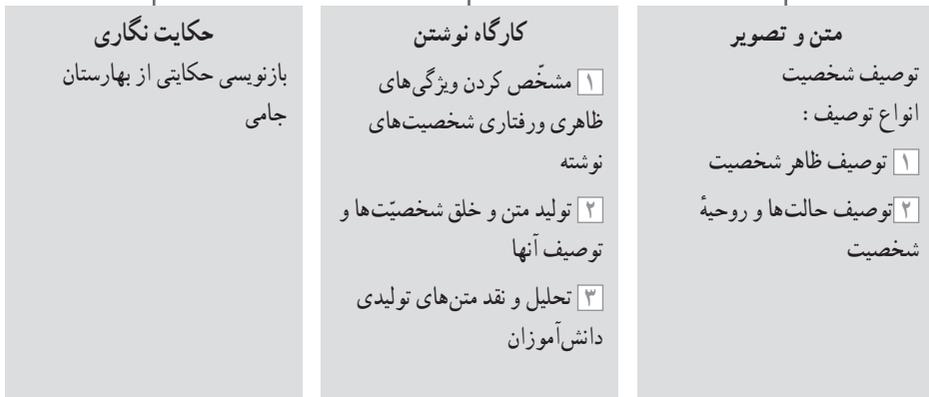 متن و تصویر
توصیف شخصیت
انواع توصیف :
۱ توصیف ظاهر شخصیت
۲ توصیف حالت‌ها و روحیهٔ
شخصیت
کارگاه نوشتن
۱ مشخّص کردن ویژگی‌های
ظاهری ورفتاری شخصیت‌های
نوشته
۲ تولید متن و خلق شخصیّت‌ها و
توصیف آنها
۳ تحلیل و نقد متن‌های تولیدی
دانش‌آموزان
حکایت نگاری
بازنویسی حکایتی از بهارستان
جامی